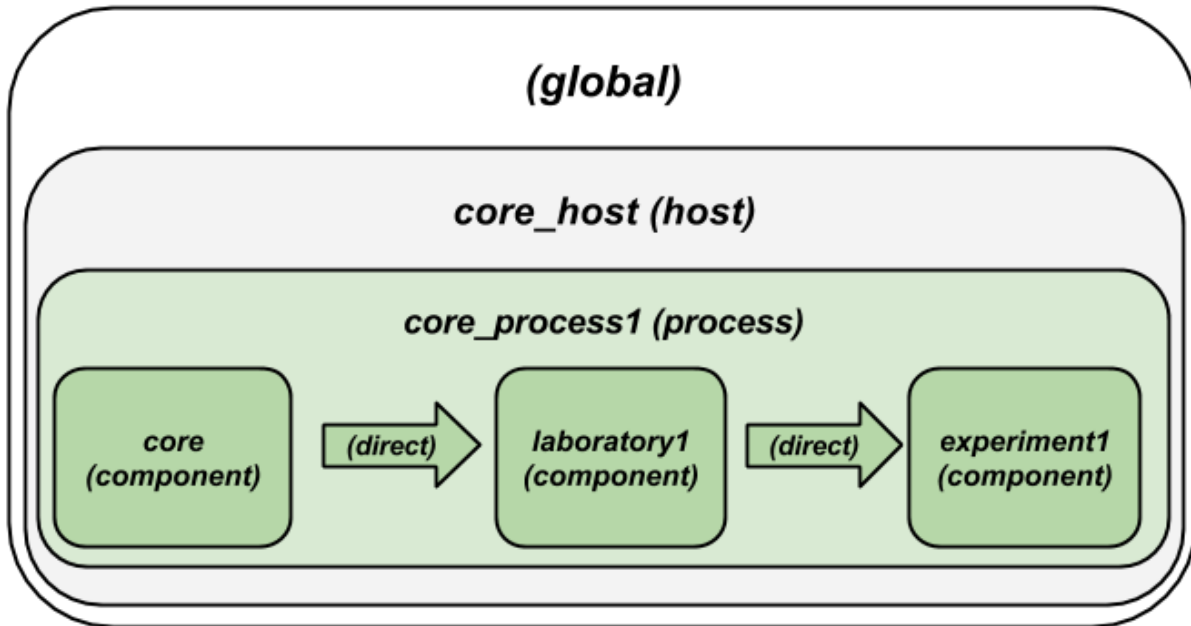 (global)
core_host (host)
core_process1 (process)
core
(component)
(direct)
laboratory1
(component)
(direct)
experiment1
(component)